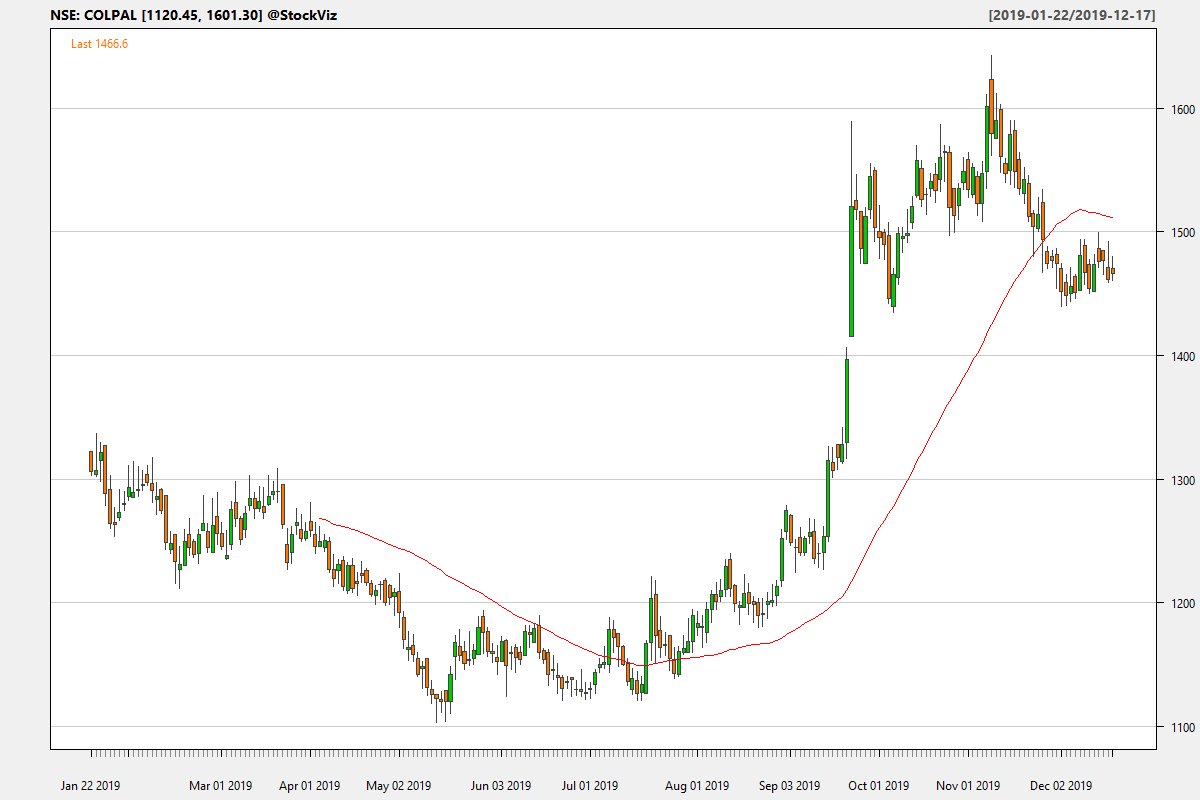 NSE: COLPAL [1120.45, 1601.30] @StockViz
[2019-01-22/2019-12-17]
Last 1466.6
1600
1500
1400
1300
1200
1100
Jan 22 2019 Mar 01 2019 Apr 01 2019 May 02 2019 Jun 03 2019 Jul 01 2019 Aug 01 2019 Sep 03 2019 Oct 01 2019 Nov 01 2019 Dec 02 2019